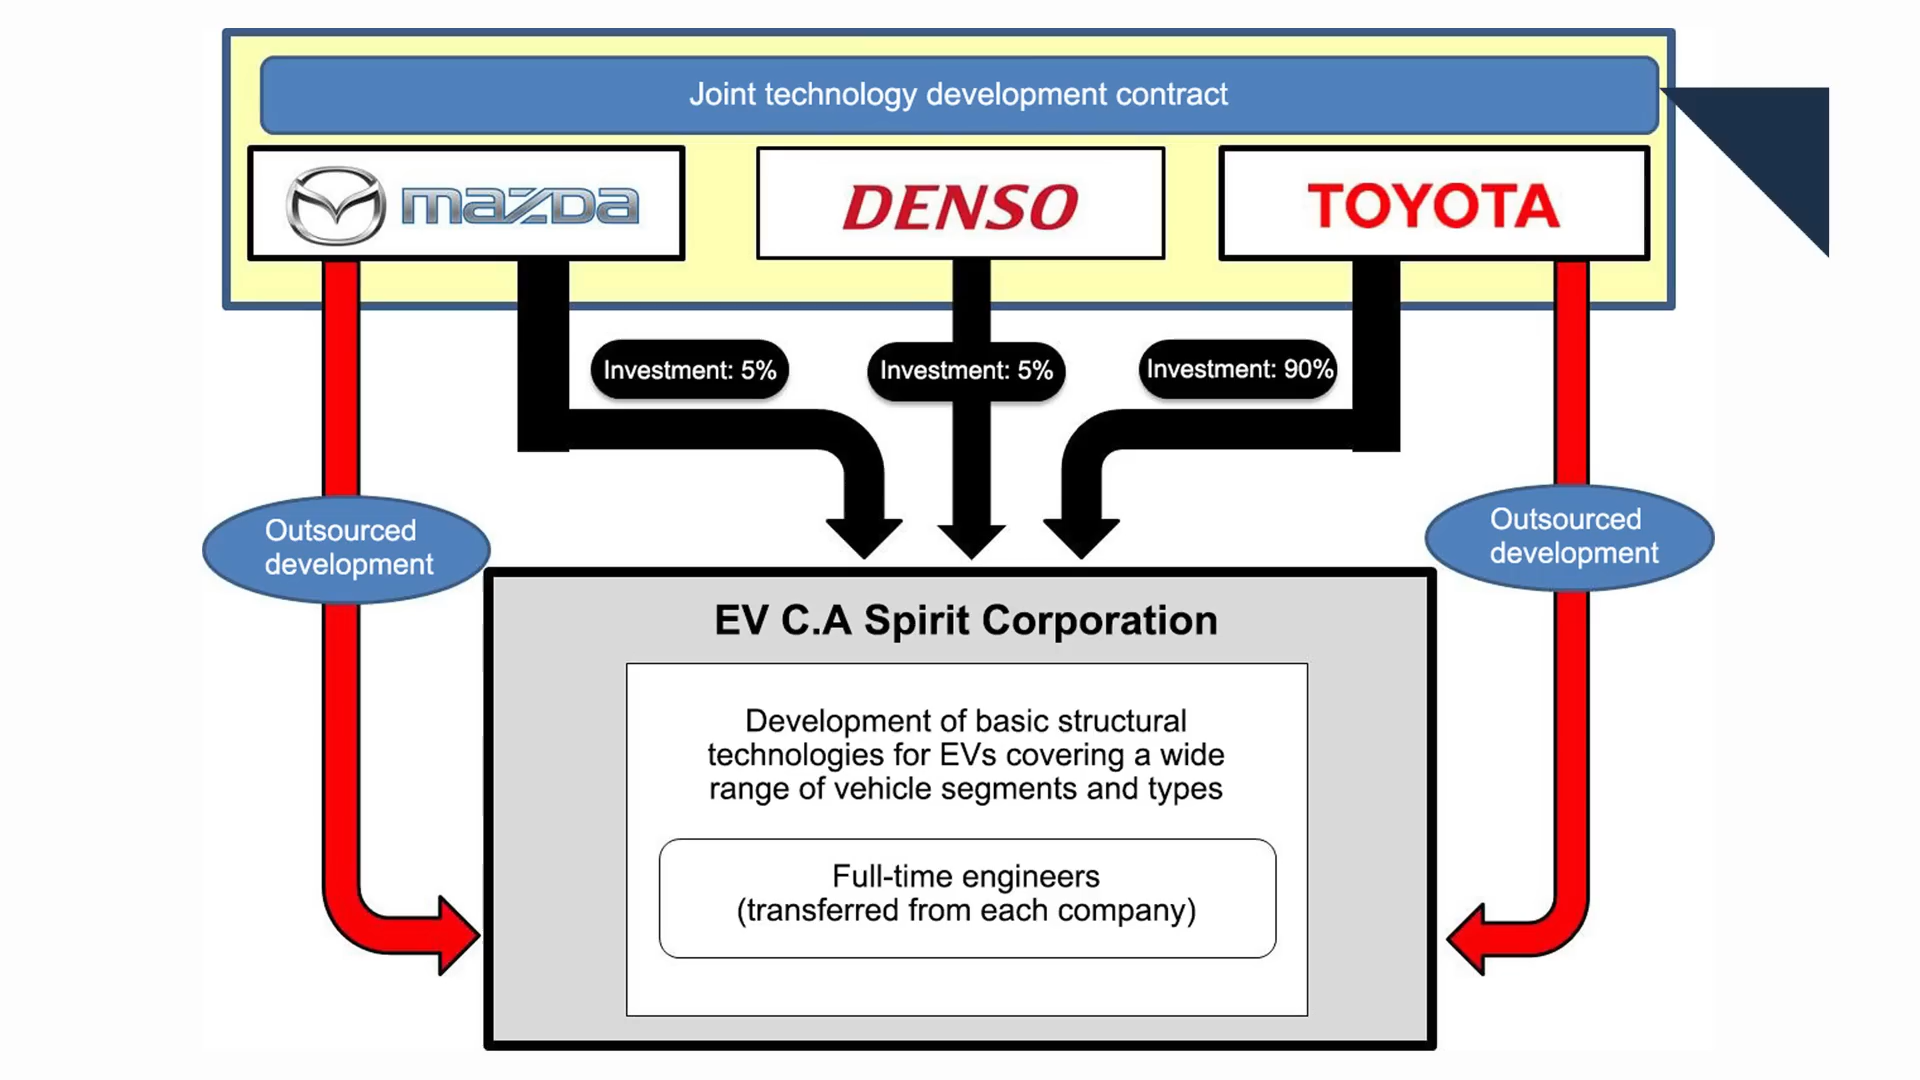 Joint technology development contract
mazda
DENSO
TOYOTA
Investment: 5%
Investment: 5%
Investment: 90%
Outsourced
development
Outsourced
development
EV C.A Spirit Corporation
Development of basic structural
technologies for EVs covering a wide
range of vehicle segments and types
Full-time engineers
(transferred from each company)